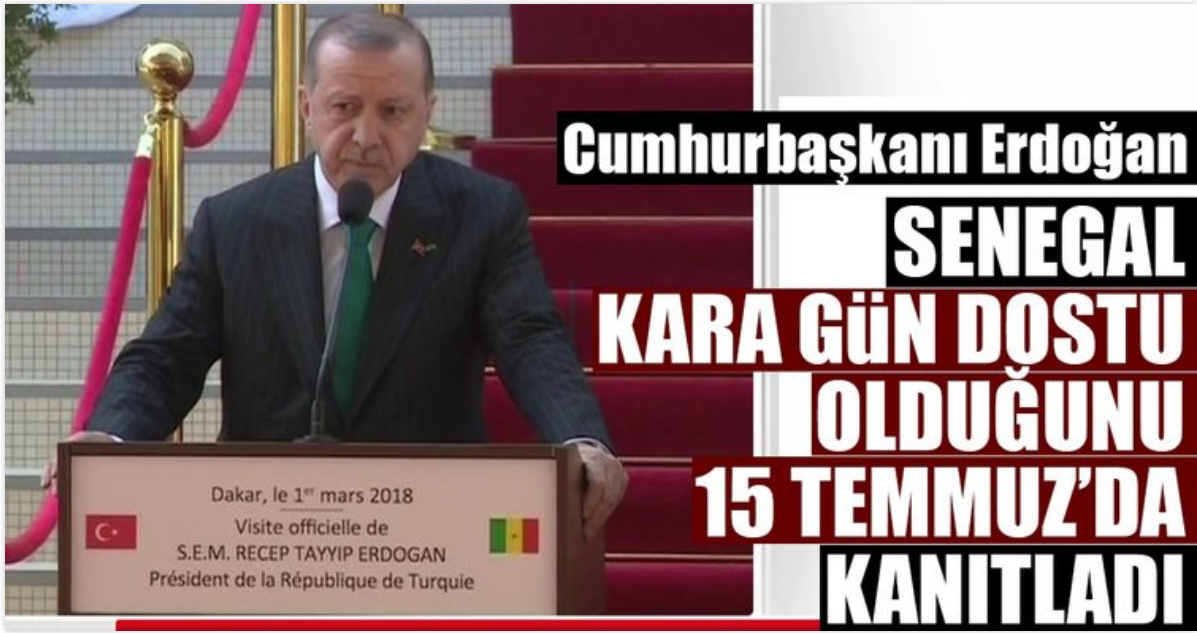 Cumhurbaşkanı Erdoğan
SENEGAL
KARA GüN DOSTU
OLDUĞUNU
15 TEMMUZ'DA
KANITLADI
Dakar, le 1er mars 2018
Visite officielle de
S.E.M. RECEP TAYYIP ERDOGAN
Président de la République de Turquie